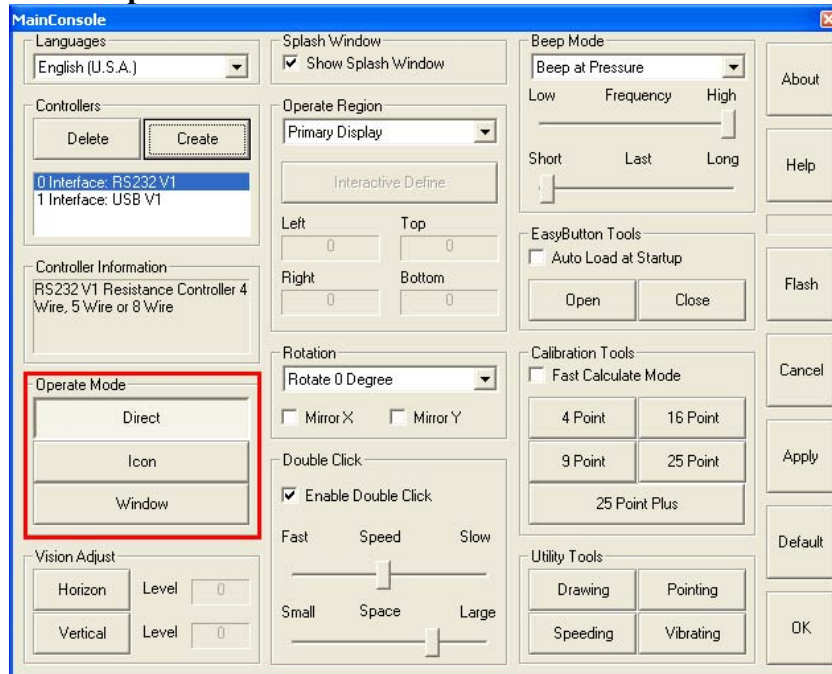 MainConsole
Languages
English (U.S.A.)
Controllers
Delete Create
0 Interface: RS232 V1
1 Interface: USB V1
Controller Information
RS232 V1 Resistance Controller 4
Wire, 5 Wire or 8 Wire
Operate Mode
Direct
Icon
Window
Vision Adjust
Horizon Level 0
Vertical Level 0
Splash Window
Show Splash Window
Operate Region
Primary Display
Interactive Define
Left Top
0 0
Right Bottom
0 0
Rotation
Rotate 0 Degree
Mirror X Mirror Y
Double Click
Enable Double Click
Fast Speed Slow
Small Space Large
Beep Mode
Beep at Pressure
Low Frequency High
Short Last Long
EasyButton Tools
Auto Load at Startup
Open Close
Calibration Tools
Fast Calculate Mode
4 Point 16 Point
9 Point 25 Point
25 Point Plus
Utility Tools
Drawing Pointing
Speeding Vibrating
About
Help
Flash
Cancel
Apply
Default
OK